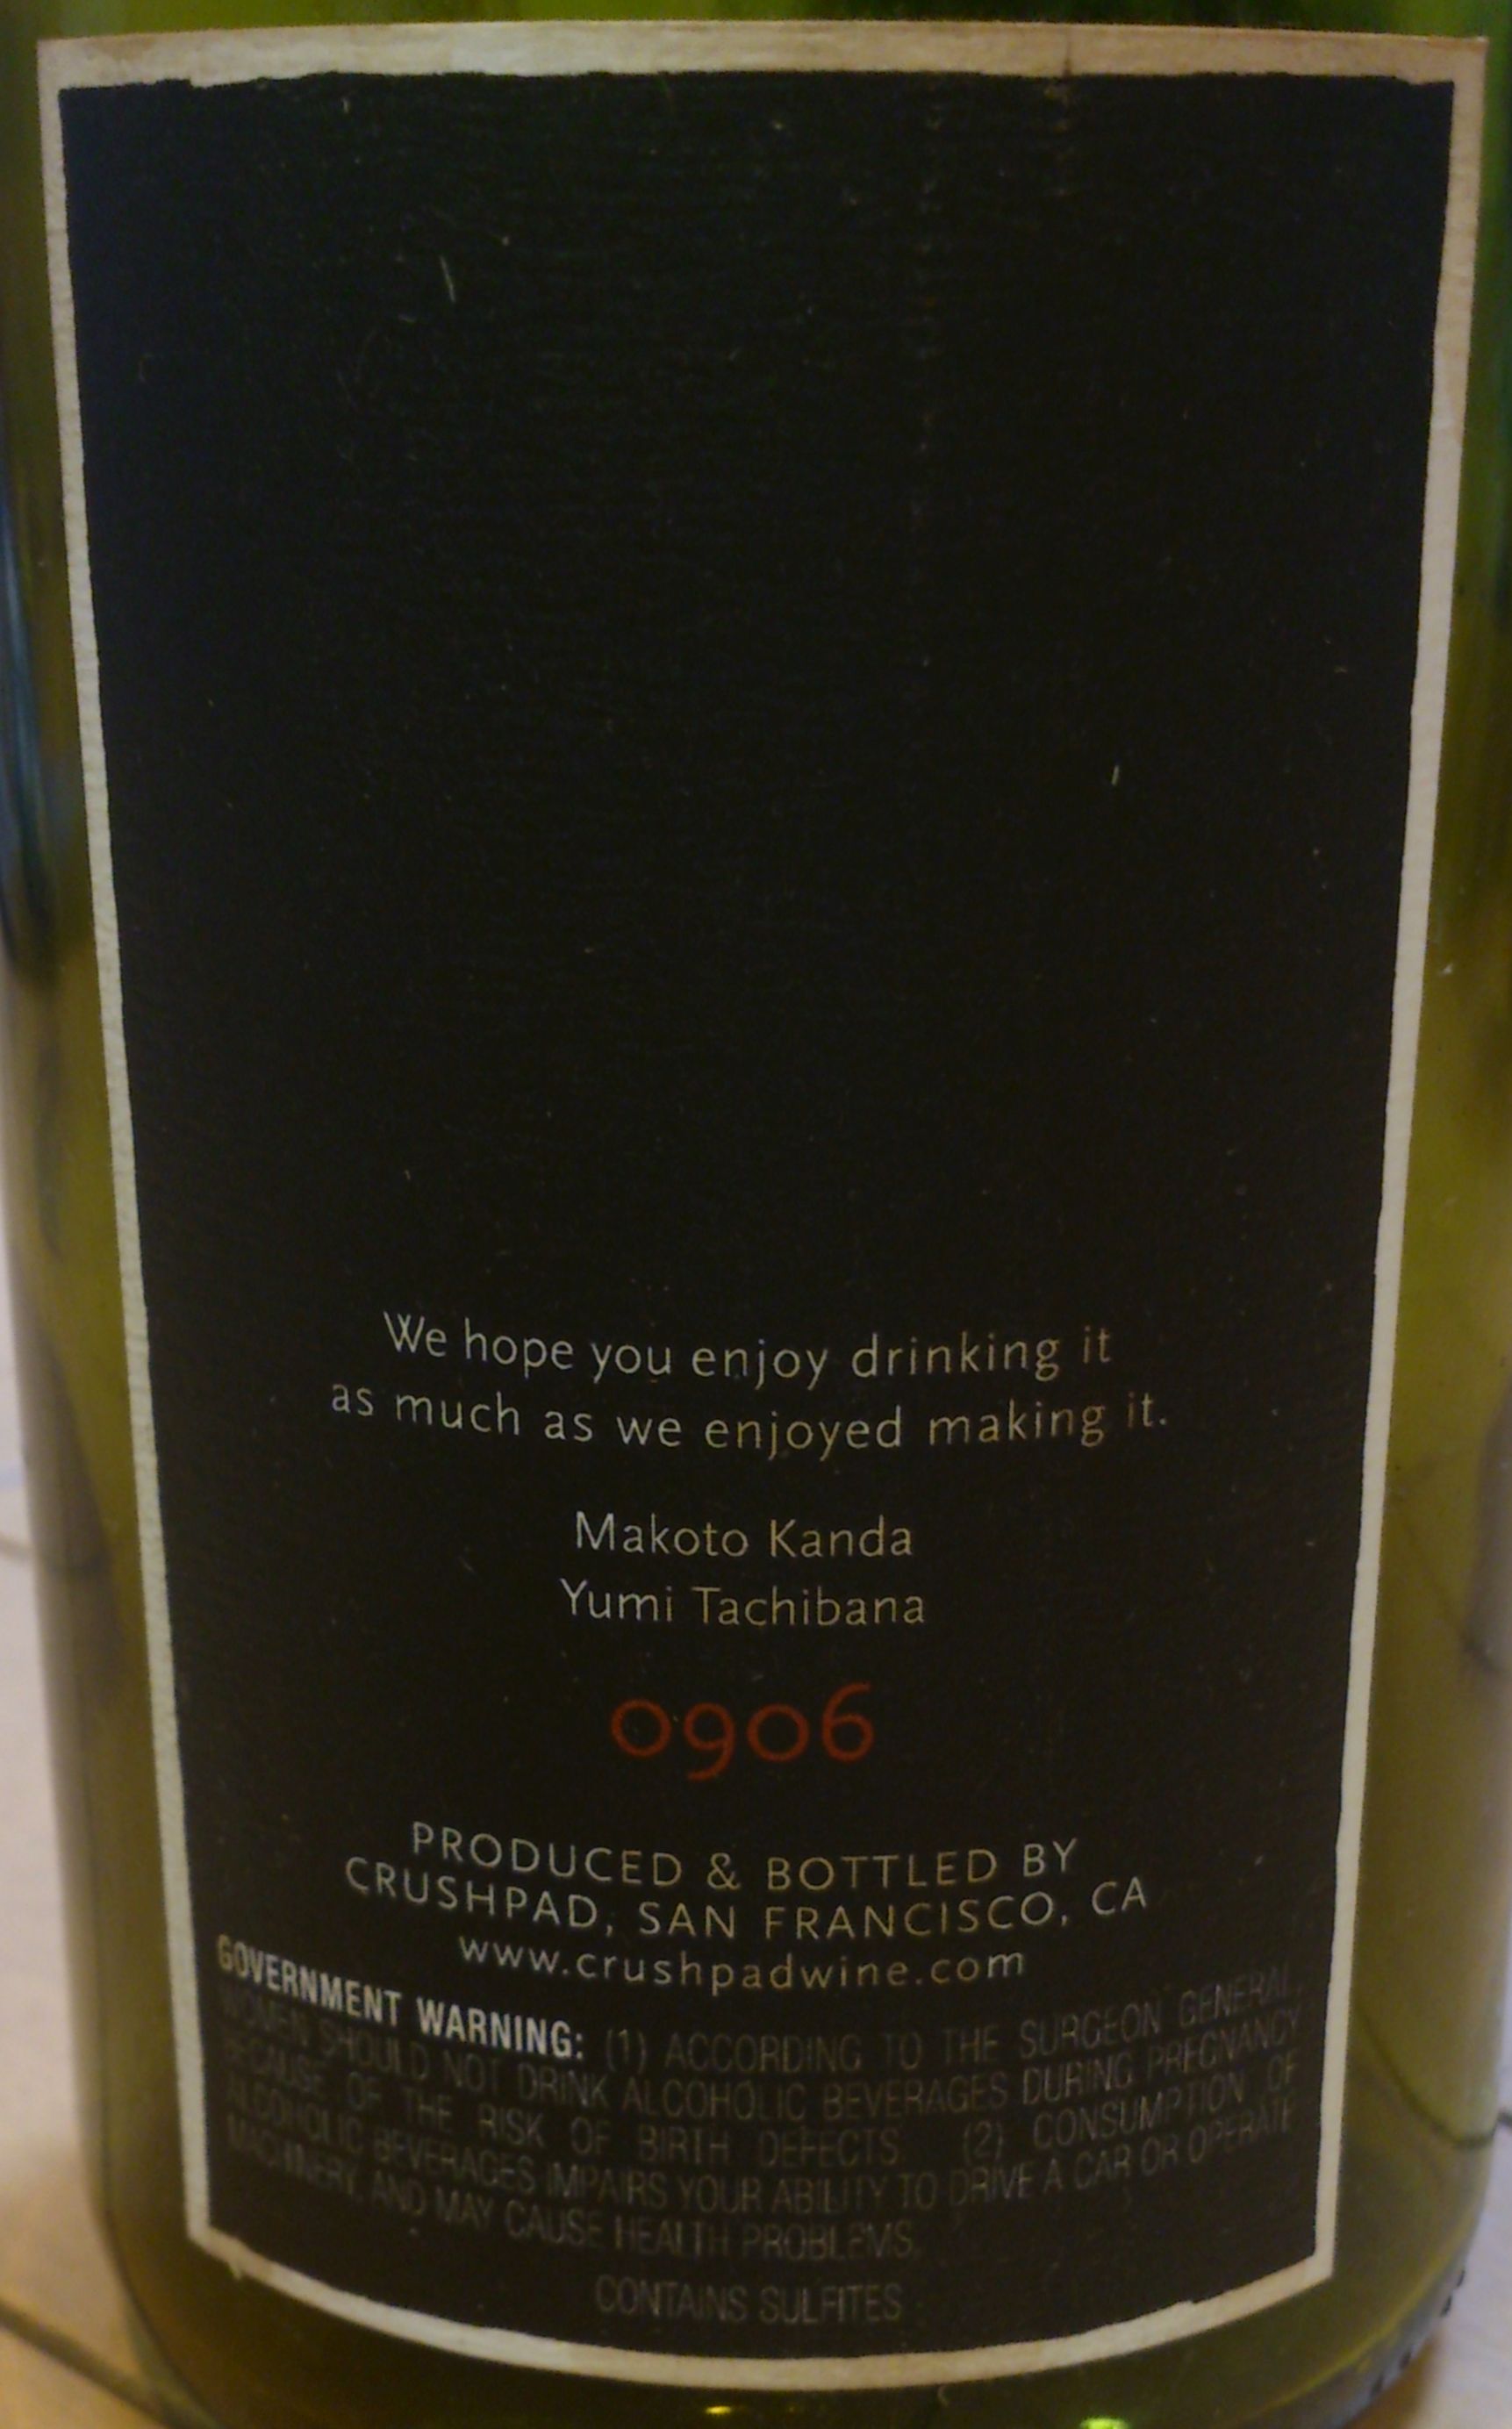 We hope you enjoy drinking it
as much as we enjoyed making it.
Makoto Kanda
Yumi Tachibana
0906
PRODUCED & BOTTLED BY
CRUSHPAD, SAN FRANCISCO, CA
www.crushpadwine.com
GOVERNMENT WARNING: (1) ACCORDING TO THE SURGEON GENERAL,
WOMEN SHOULD NOT DRINK ALCOHOLIC BEVERAGES DURING PREGNANCY
BECAUSE OF THE RISK OF BIRTH DEFECTS. (2) CONSUMPTION OF
ALCOHOLIC BEVERAGES IMPAIRS YOUR ABILITY TO DRIVE A CAR OR OPERATE
MACHINERY, AND MAY CAUSE HEALTH PROBLEMS.
CONTAINS SULFITES